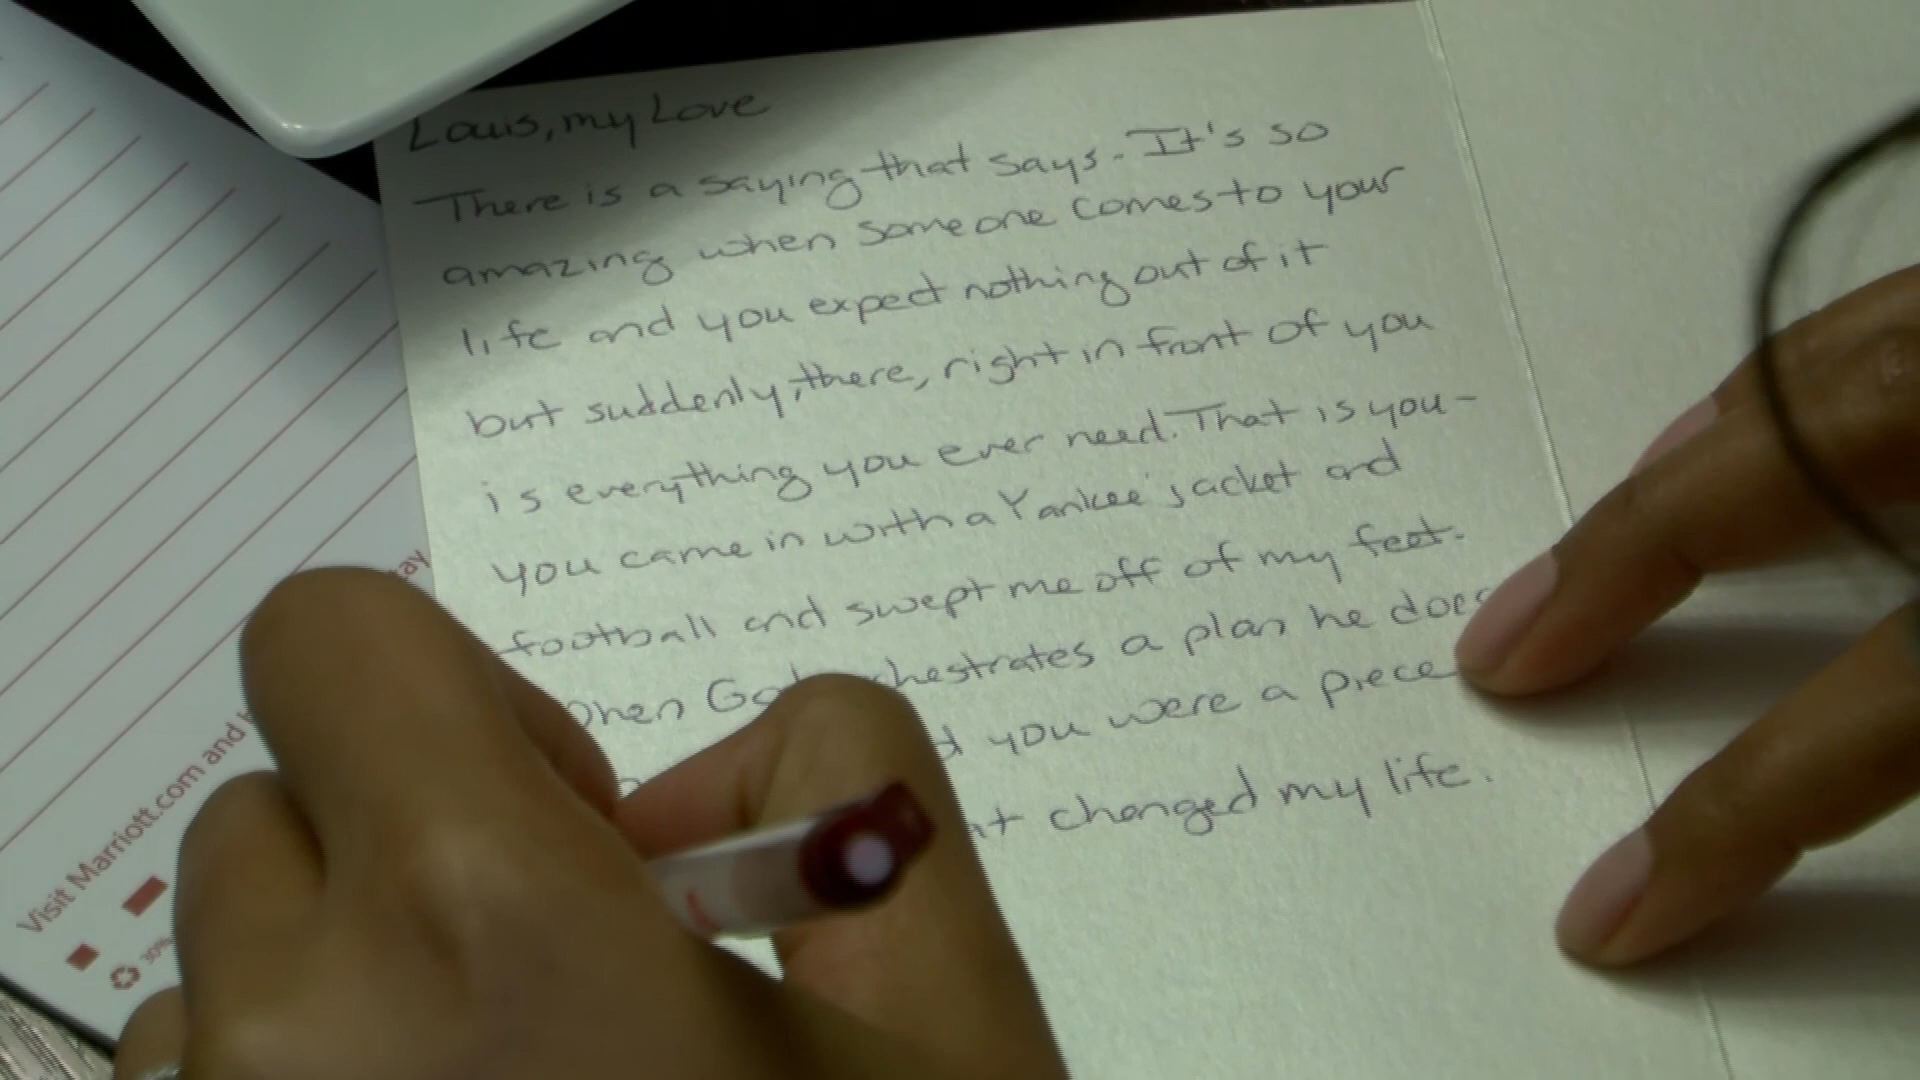 Louis, my Love
There is a saying that says. It's so
amazing when someone comes to your
life and you expect nothing out of it
but suddenly, there, right in front of you
is everything you ever need. That is you-
you came in with a Yankee jacket and
football and swept me off of my feet.
When God orchestrates a plan he does
you were a piece
changed my life.
Visit Marriott.com and
30%